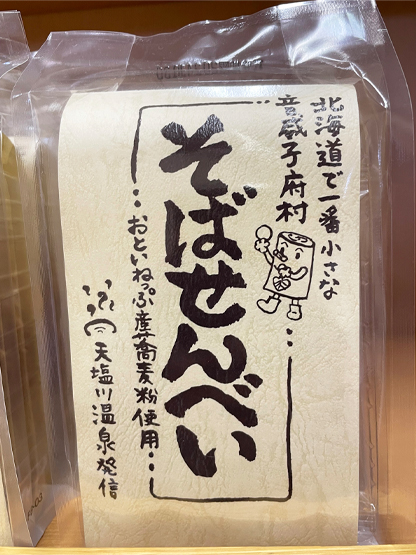 北海道で一番小さな
音威子府村
そばせんべい
おといねっぷ産蕎麦粉使用
天塩川温泉発信